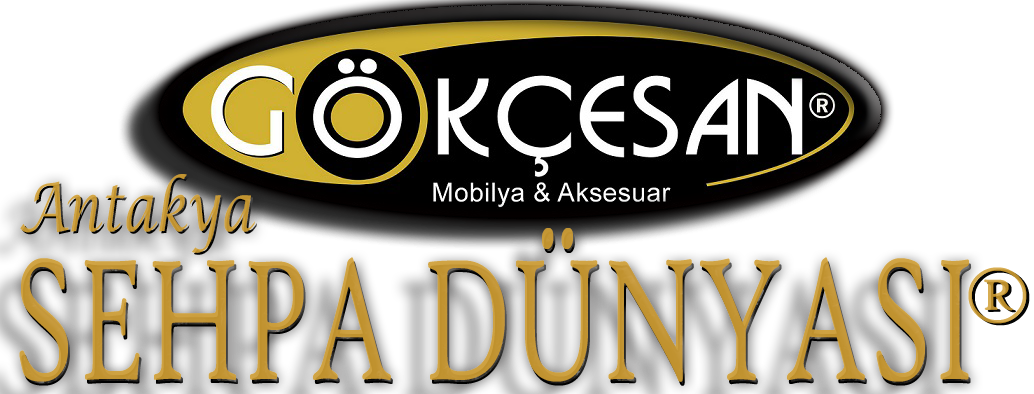 GÖKÇESAN®
Mobilya & Aksesuar
Antakya
SEHPA DÜNYASI®